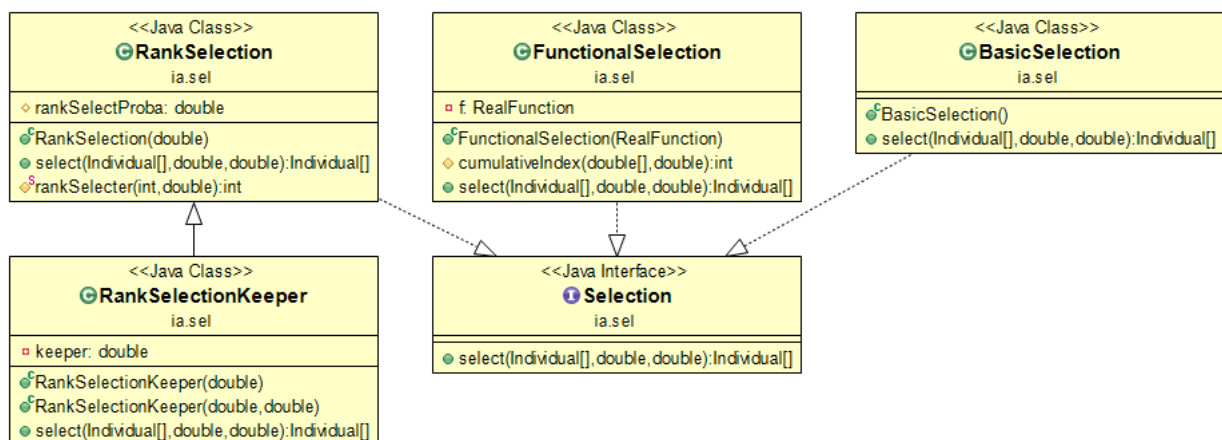 <<Java Class>>
RankSelection
ia.sel
rankSelectProba: double
RankSelection(double)
select(Individual[],double,double):Individual[]
rankSelecter(int,double):int
<<Java Class>>
FunctionalSelection
ia.sel
f: RealFunction
FunctionalSelection(RealFunction)
cumulativeIndex(double[],double):int
select(Individual[],double,double):Individual[]
<<Java Class>>
BasicSelection
ia.sel
BasicSelection()
select(Individual[],double,double):Individual[]
<<Java Class>>
RankSelectionKeeper
ia.sel
keeper: double
RankSelectionKeeper(double)
RankSelectionKeeper(double,double)
select(Individual[],double,double):Individual[]
<<Java Interface>>
Selection
ia.sel
select(Individual[],double,double):Individual[]